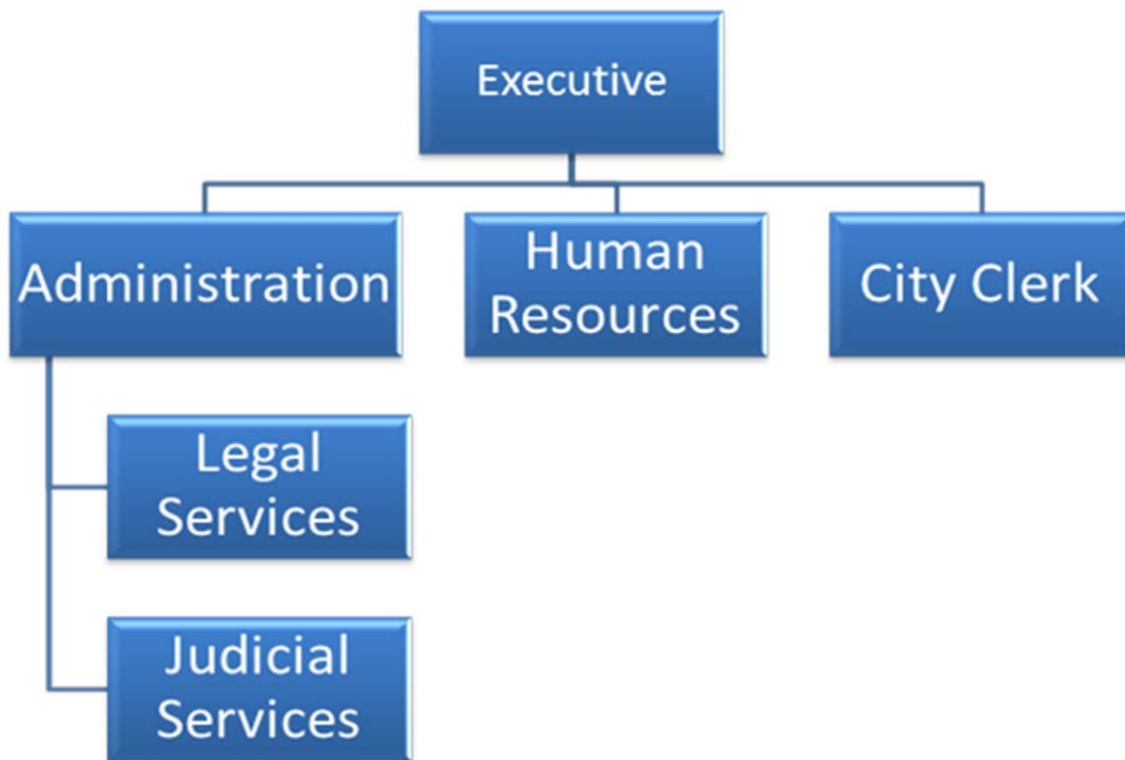 Executive
Administration
Human
Resources
City Clerk
Legal
Services
Judicial
Services